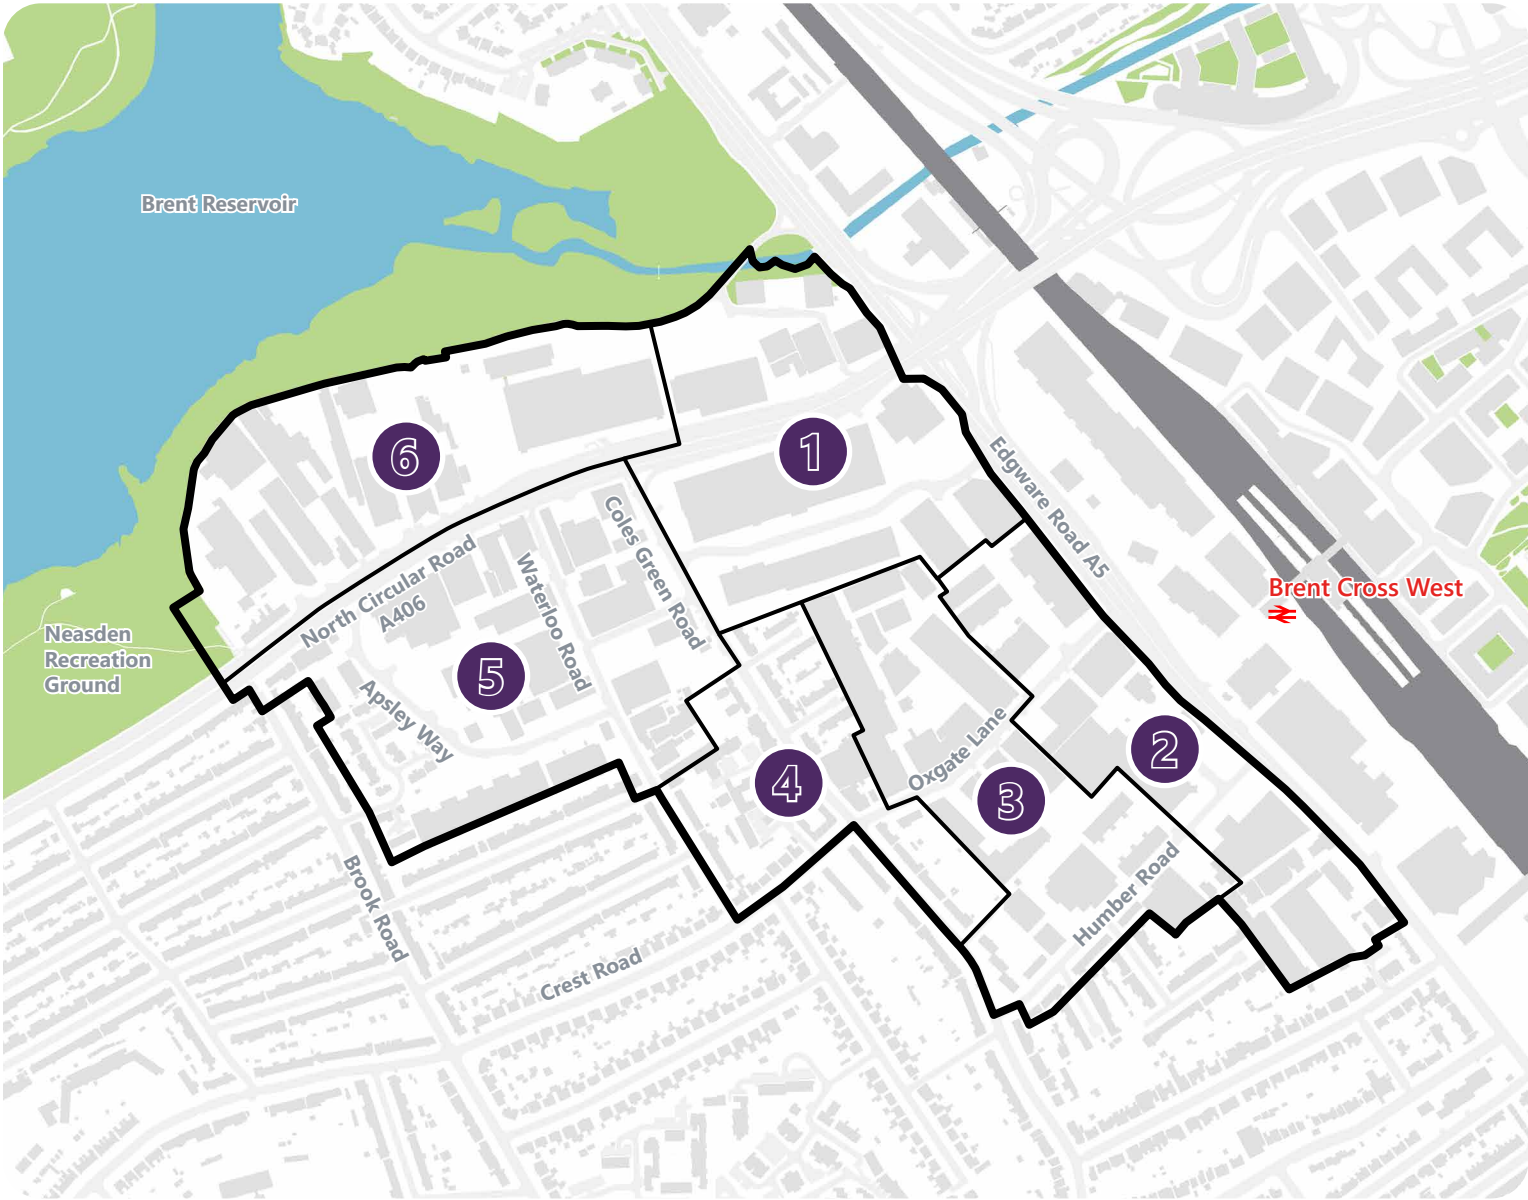 Brent Reservoir
6
1
Edgware Road A5
Coles Green Road
North Circular Road
A406
Waterloo Road
Brent Cross West
Neasden
Recreation
Ground
5
Apsley Way
Oxgate Lane
2
4
3
Brook Road
Humber Road
Crest Road